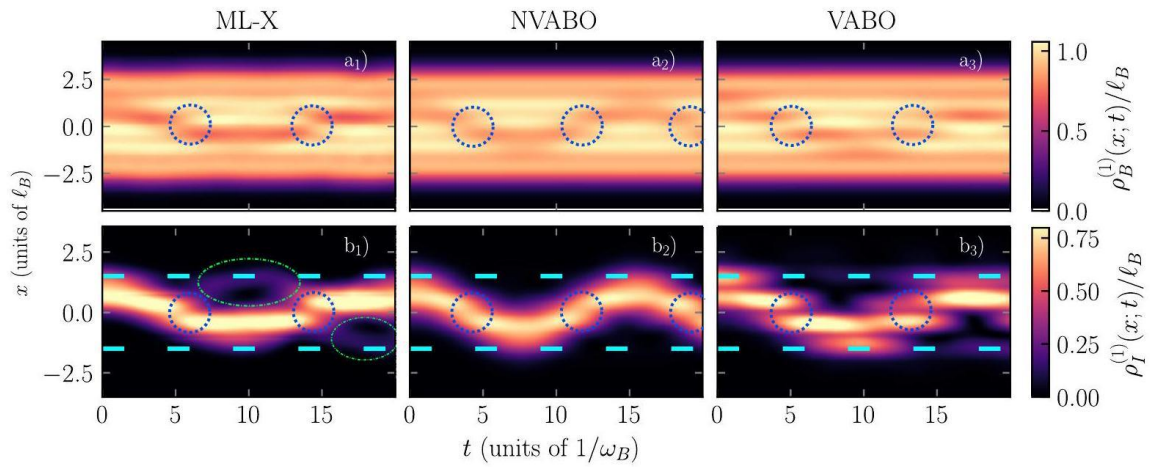 ML-X NVABO VABO
a₁) a₂) a₃)
2.5
0.0
−2.5
1.0
0.5
0.0
ρ_B^{(1)}(x; t)/ℓ_B
b₁) b₂) b₃)
2.5
0.0
−2.5
0.75
0.50
0.25
0.00
ρ_I^{(1)}(x; t)/ℓ_B
x (units of ℓ_B)
0 5 10 15 0 5 10 15 0 5 10 15
t (units of 1/ω_B)